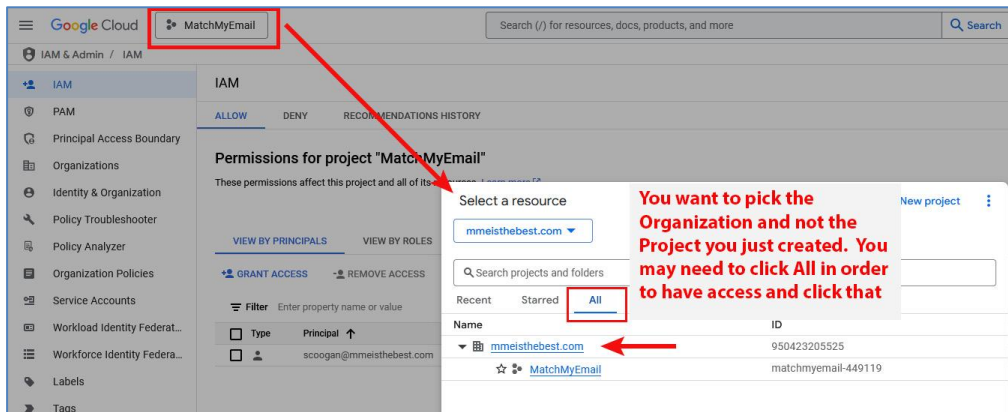 Google Cloud MatchMyEmail Search (/) for resources, docs, products, and more Search
IAM & Admin / IAM
IAM
PAM
Principal Access Boundary
Organizations
Identity & Organization
Policy Troubleshooter
Policy Analyzer
Organization Policies
Service Accounts
Workload Identity Federat...
Workforce Identity Federa...
Labels
Tags
IAM
ALLOW DENY RECOMMENDATIONS HISTORY
Permissions for project "MatchMyEmail"
These permissions affect this project and all of its resources. Learn more
VIEW BY PRINCIPALS VIEW BY ROLES
GRANT ACCESS REMOVE ACCESS
Filter Enter property name or value
Type Principal
scoogan@mmeisthebest.com
Select a resource New project
mmeisthebest.com
Search projects and folders
Recent Starred All
Name ID
mmeisthebest.com 950423205525
MatchMyEmail matchmyemail-449119
You want to pick the
Organization and not the
Project you just created. You
may need to click All in order
to have access and click that